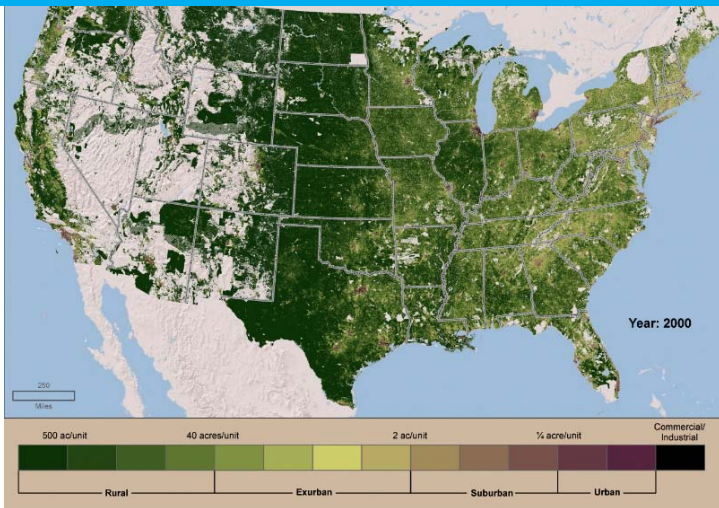 Year: 2000
250
Miles
500 ac/unit 40 acres/unit 2 ac/unit ¼ acre/unit Commercial/
Industrial
Rural Exurban Suburban Urban